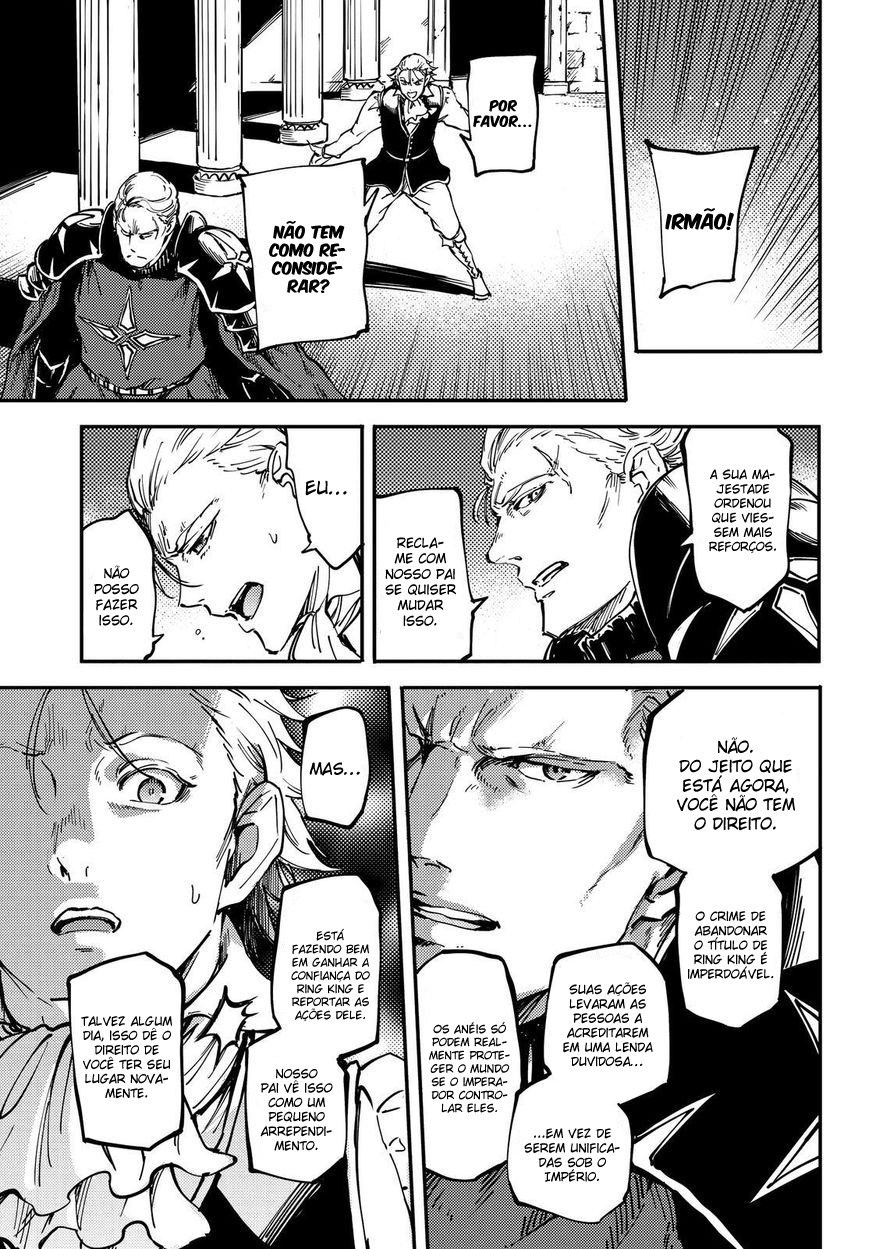 IRMÃO!
POR
FAVOR...
NÃO TEM
COMO RE-
CONSIDE-
RAR?
A SUA MA-
JESTADE
ORDENOU
QUE VIES-
SEM MAIS
REFORÇOS.
RECLA-
ME COM
NOSSO PAI
SE QUISER
MUDAR
ISSO.
EU...
NÃO
POSSO
FAZER
ISSO.
NÃO.
DO JEITO QUE
ESTÁ AGORA,
VOCÊ NÃO TEM
O DIREITO.
O CRIME DE
ABANDONAR
O TÍTULO DE
RING KING É
IMPERDOÁVEL.
SUAS AÇÕES
LEVARAM AS
PESSOAS A
ACREDITAREM
EM UMA LENDA
DUVIDOSA...
...EM VEZ DE
SEREM UNIFICA-
DAS SOB O
IMPÉRIO.
OS ANÉIS SÓ
PODEM REAL-
MENTE PROTE-
GER O MUNDO
SE O IMPERA-
DOR CONTRO-
LAR ELES.
MAS...
ESTÁ
FAZENDO BEM
EM GANHAR A
CONFIANÇA DO
RING KING E
REPORTAR AS
AÇÕES DELE.
NOSSO
PAI VÊ ISSO
COMO UM
PEQUENO
ARREPENDI-
MENTO.
TALVEZ ALGUM
DIA, ISSO DÊ O
DIREITO DE
VOCÊ TER SEU
LUGAR NOVA-
MENTE.